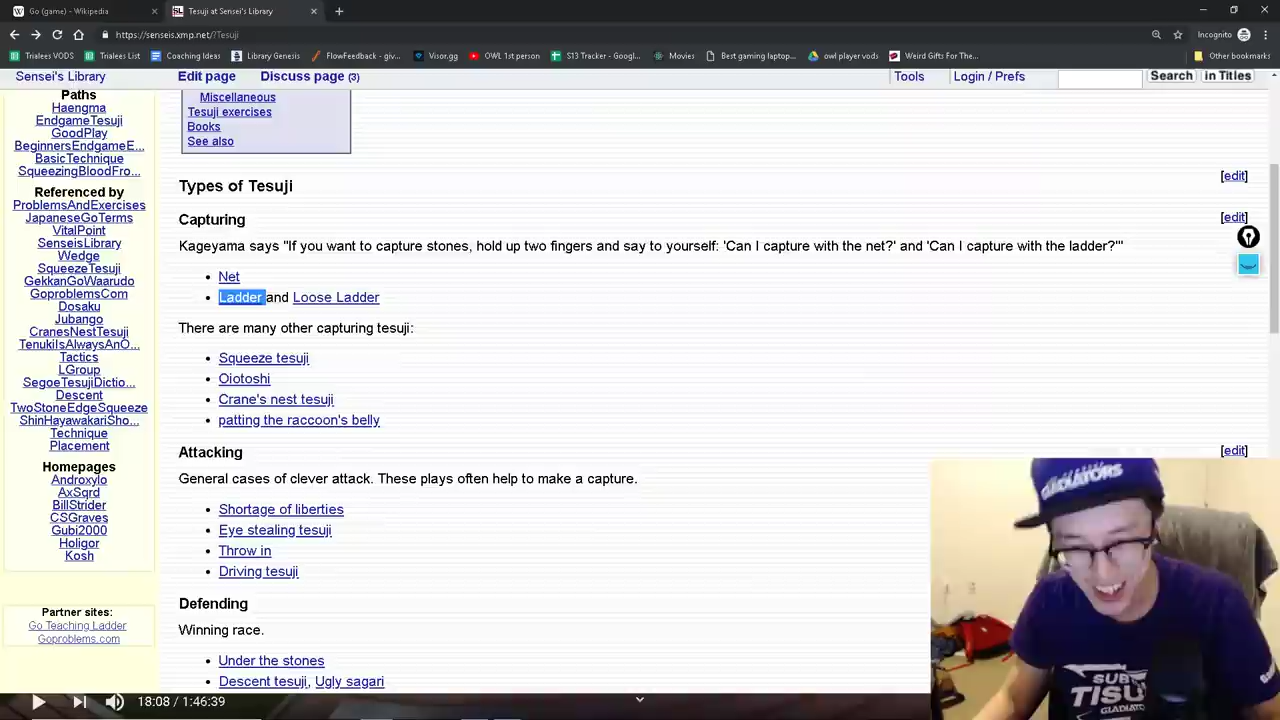 Go (game) - Wikipedia
Tesuji at Sensei's Library
https://senseis.xmp.net/?Tesuji
Incognito
Trialees VODS
Trialees List
Coaching Ideas
Library Genesis
FlowFeedback - giv...
Visor.gg
OWL 1st person
S13 Tracker - Googl...
Movies
Best gaming laptop...
owl player vods
Weird Gifts For The...
Other bookmarks
Sensei's Library
Edit page
Discuss page (3)
Tools
Login / Prefs
Search
in Titles
Paths
Haengma
EndgameTesuji
GoodPlay
BeginnersEndgameE...
BasicTechnique
SqueezingBloodFro...
Referenced by
ProblemsAndExercises
JapaneseGoTerms
VitalPoint
SenseisLibrary
Wedge
SqueezeTesuji
GekkanGoWaarudo
GoproblemsCom
Dosaku
Jubango
CranesNestTesuji
TenukiIsAlwaysAnO...
Tactics
LGroup
SegoeTesujiDictio...
Descent
TwoStoneEdgeSqueeze
ShinHayawakariSho...
Technique
Placement
Homepages
Androxylo
AxSqrd
BillStrider
CSGraves
Gubi2000
Holigor
Kosh
Partner sites:
Go Teaching Ladder
Goproblems.com
Miscellaneous
Tesuji exercises
Books
See also
Types of Tesuji
[edit]
Capturing
[edit]
Kageyama says "If you want to capture stones, hold up two fingers and say to yourself: 'Can I capture with the net?' and 'Can I capture with the ladder?'"
Net
Ladder and Loose Ladder
There are many other capturing tesuji:
Squeeze tesuji
Oiotoshi
Crane's nest tesuji
patting the raccoon's belly
Attacking
[edit]
General cases of clever attack. Those plays often help to make a capture.
Shortage of liberties
Eye stealing tesuji
Throw in
Driving tesuji
Defending
Winning race.
Under the stones
Descent tesuji, Ugly sagari
GLADIATORS
SUB
TISU
GLADIATO
18:08 / 1:46:39